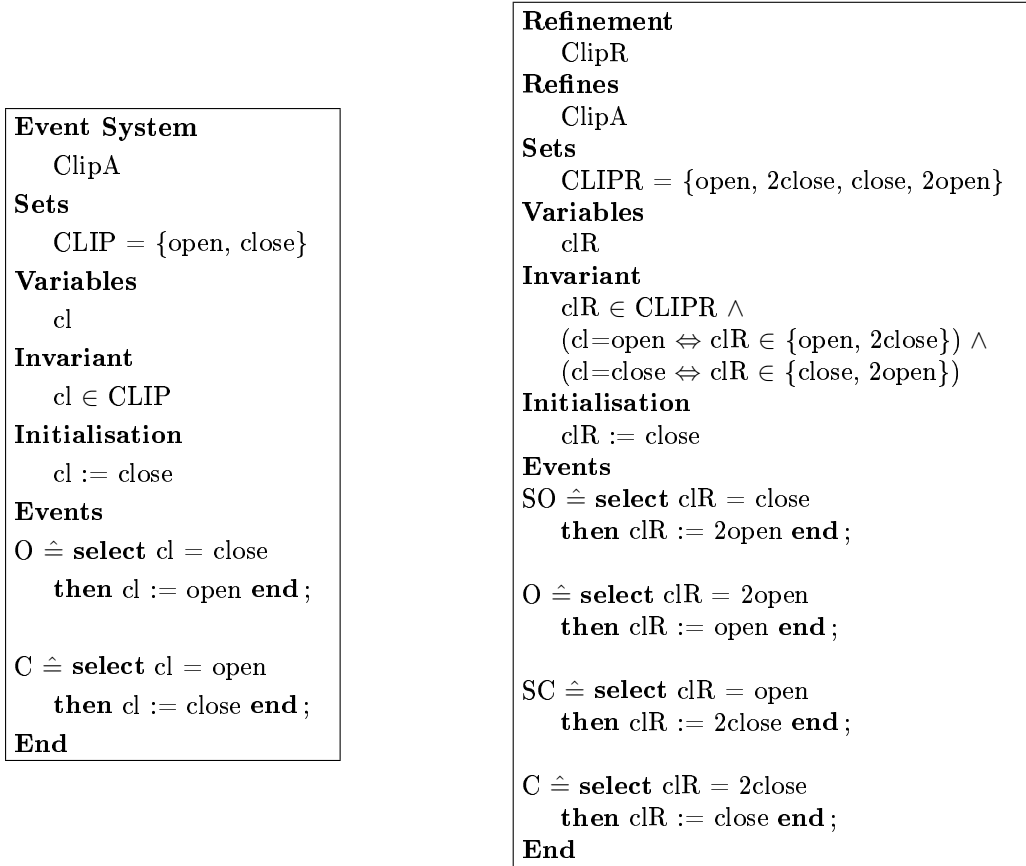 Event System
ClipA
Sets
CLIP = {open, close}
Variables
cl
Invariant
cl ∈ CLIP
Initialisation
cl := close
Events
O ≙ select cl = close
then cl := open end ;
C ≙ select cl = open
then cl := close end ;
End
Refinement
ClipR
Refines
ClipA
Sets
CLIPR = {open, 2close, close, 2open}
Variables
clR
Invariant
clR ∈ CLIPR ∧
(cl=open ⇔ clR ∈ {open, 2close}) ∧
(cl=close ⇔ clR ∈ {close, 2open})
Initialisation
clR := close
Events
SO ≙ select clR = close
then clR := 2open end ;
O ≙ select clR = 2open
then clR := open end ;
SC ≙ select clR = open
then clR := 2close end ;
C ≙ select clR = 2close
then clR := close end ;
End